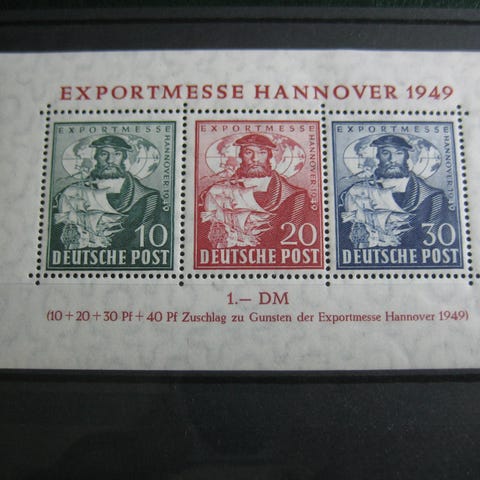 EXPORTMESSE HANNOVER 1949
EXPORTMESSE
HANNOVER 1949
10
DEUTSCHE POST
EXPORTMESSE
HANNOVER 1949
20
DEUTSCHE POST
EXPORTMESSE
HANNOVER 1949
30
DEUTSCHE POST
1.— DM
(10 + 20 + 30 Pf + 40 Pf Zuschlag zu Gunsten der Exportmesse Hannover 1949)